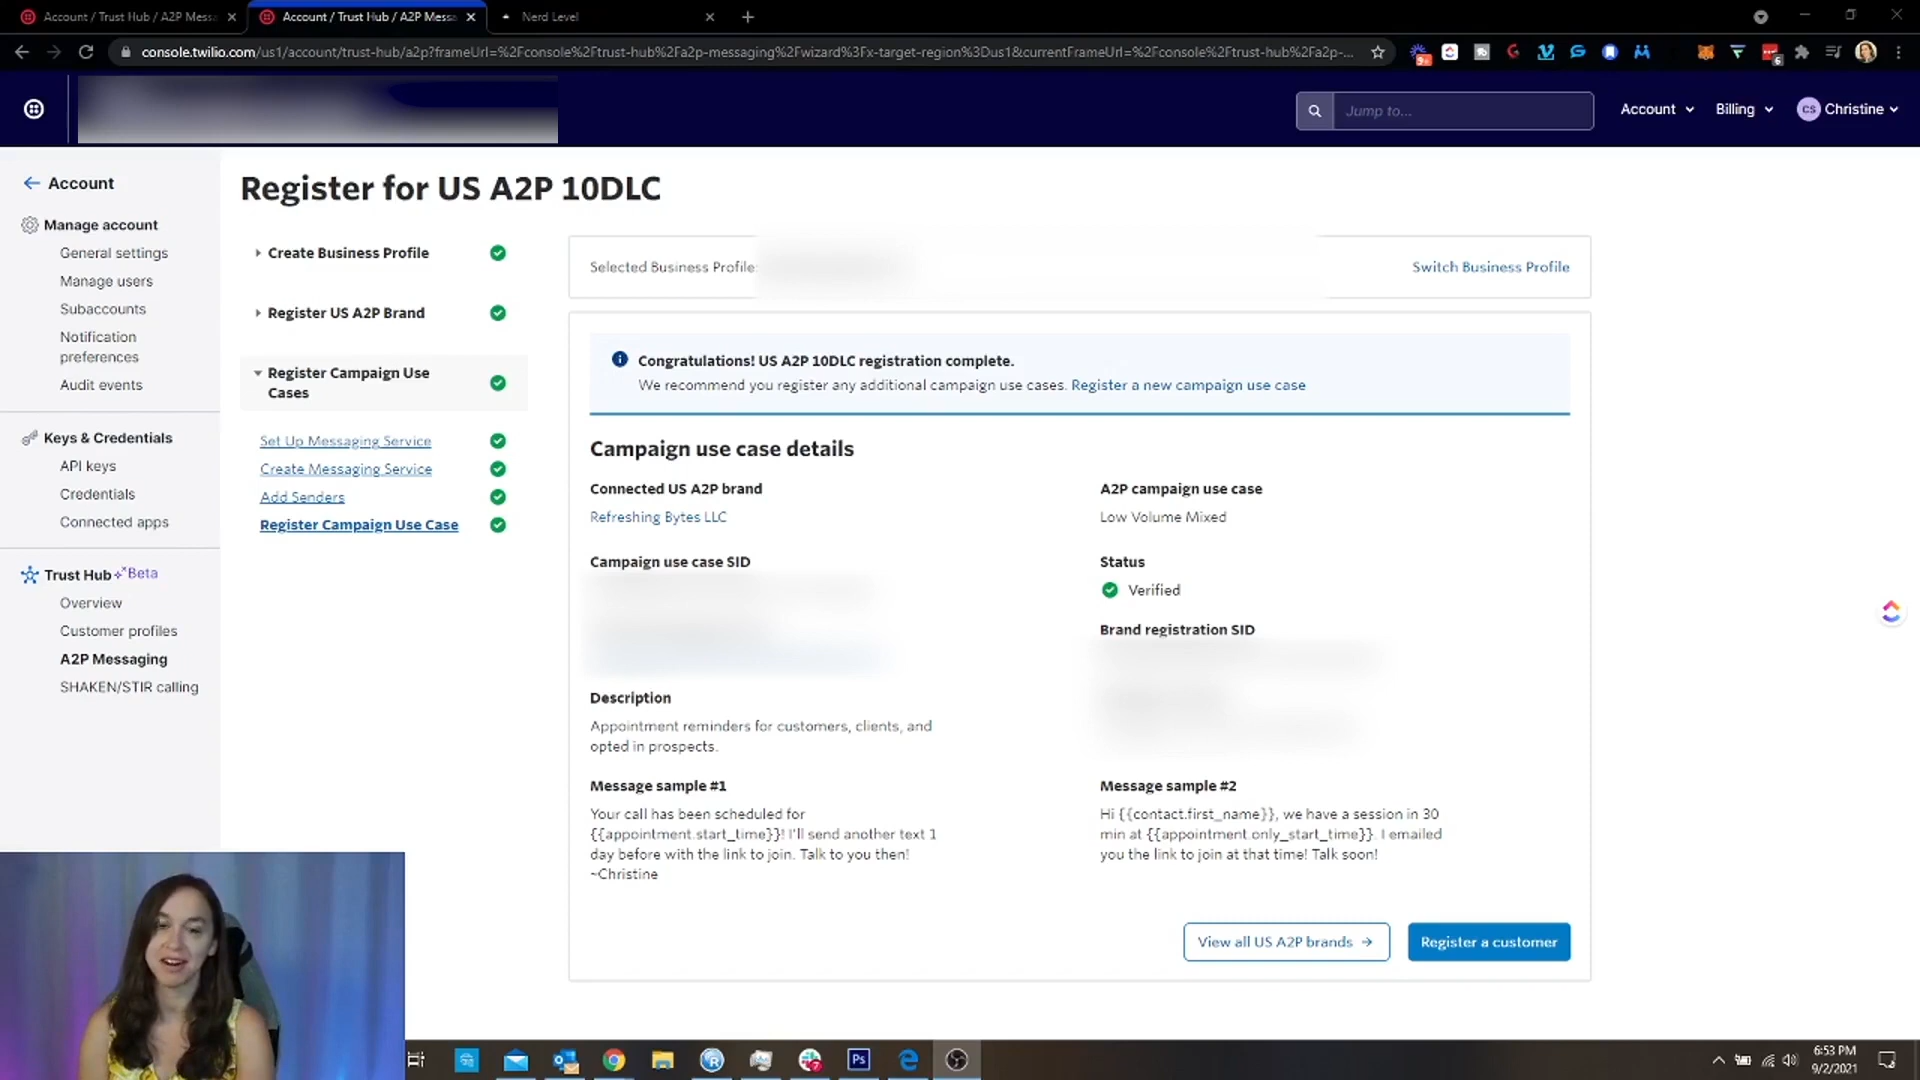 Account / Trust Hub / A2P Messa
Account / Trust Hub / A2P Messa
Nerd Level
console.twilio.com/us1/account/trust-hub/a2p?frameUrl=%2Fconsole%2Ftrust-hub%2Fa2p-messaging%2Fwizard%3Fx-target-region%3Dus1&currentFrameUrl=%2Fconsole%2Ftrust-hub%2Fa2p-...
Jump to...
Account
Billing
CS
Christine
Account
Manage account
General settings
Manage users
Subaccounts
Notification
preferences
Audit events
Keys & Credentials
API keys
Credentials
Connected apps
Trust Hub Beta
Overview
Customer profiles
A2P Messaging
SHAKEN/STIR calling
Register for US A2P 10DLC
Create Business Profile
Register US A2P Brand
Register Campaign Use
Cases
Set Up Messaging Service
Create Messaging Service
Add Senders
Register Campaign Use Case
Selected Business Profile:
Switch Business Profile
Congratulations! US A2P 10DLC registration complete.
We recommend you register any additional campaign use cases. Register a new campaign use case
Campaign use case details
Connected US A2P brand
Refreshing Bytes LLC
A2P campaign use case
Low Volume Mixed
Campaign use case SID
Status
Verified
Brand registration SID
Description
Appointment reminders for customers, clients, and
opted in prospects.
Message sample #1
Your call has been scheduled for
{{appointment.start_time}}! I'll send another text 1
day before with the link to join. Talk to you then!
~Christine
Message sample #2
Hi {{contact.first_name}}, we have a session in 30
min at {{appointment.only_start_time}}. I emailed
you the link to join at that time! Talk soon!
View all US A2P brands →
Register a customer
Ps
6:53 PM
9/2/2021